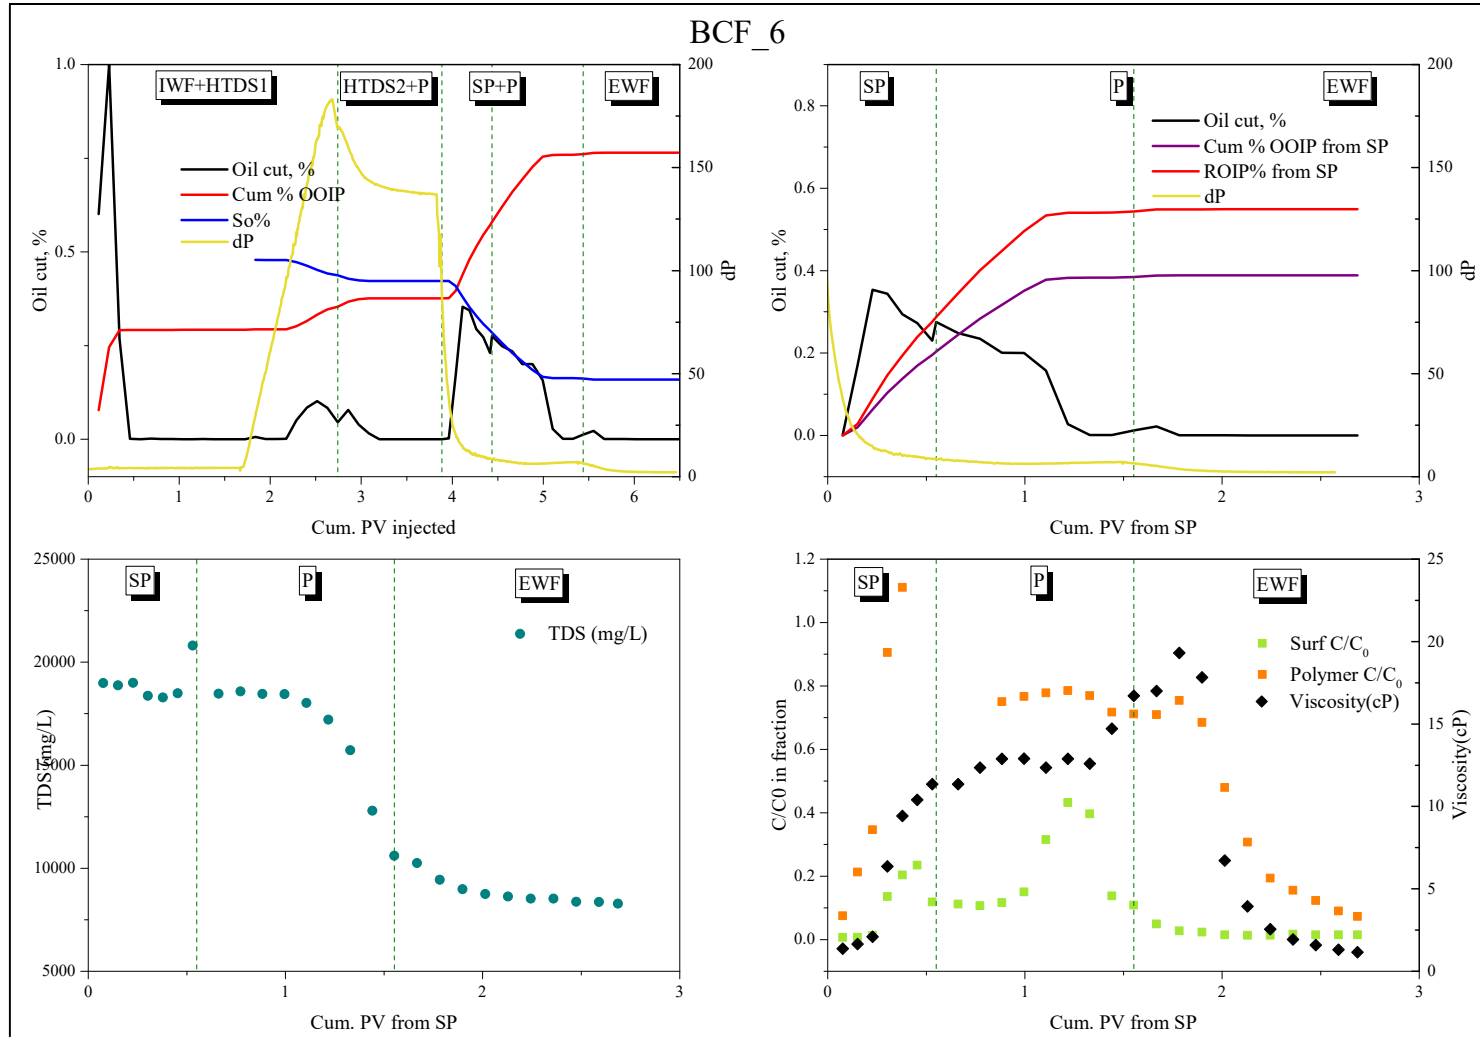 BCF_6
IWF+HTDS1
HTDS2+P
SP+P
EWF
Oil cut, %
Cum % OOIP
So%
dP
1.0
0.5
0.0
200
150
100
50
0
0
1
2
3
4
5
6
Oil cut, %
dP
Cum. PV injected
SP
P
EWF
Oil cut, %
Cum % OOIP from SP
ROIP% from SP
dP
0.8
0.6
0.4
0.2
0.0
200
150
100
50
0
0
1
2
3
Oil cut, %
dP
Cum. PV from SP
SP
P
EWF
TDS (mg/L)
25000
20000
15000
10000
5000
0
1
2
3
TDS(mg/L)
Cum. PV from SP
SP
P
EWF
Surf C/C₀
Polymer C/C₀
Viscosity(cP)
1.2
1.0
0.8
0.6
0.4
0.2
0.0
25
20
15
10
5
0
0
1
2
3
C/C0 in fraction
Viscosity(cP)
Cum. PV from SP